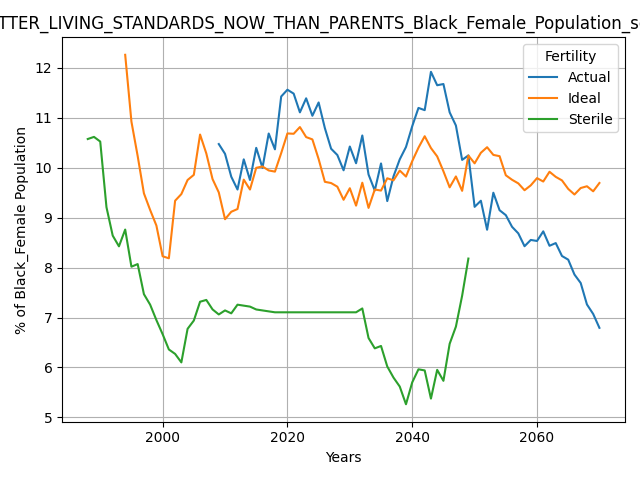 TTER_LIVING_STANDARDS_NOW_THAN_PARENTS_Black_Female_Population_s
Fertility
Actual
Ideal
Sterile
% of Black_Female Population
12
11
10
9
8
7
6
5
2000 2020 2040 2060
Years